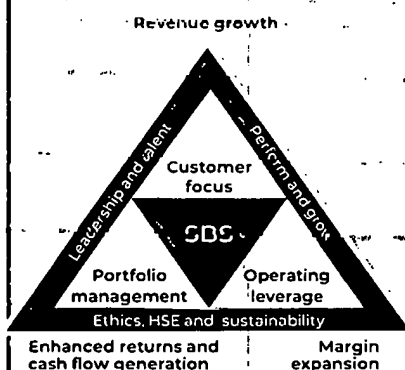 Revenue growth
Leadership and talent
Perform and grow
Customer
focus
SBS
Portfolio
management
Operating
leverage
Ethics, HSE and sustainability
Enhanced returns and
cash flow generation
Margin
expansion